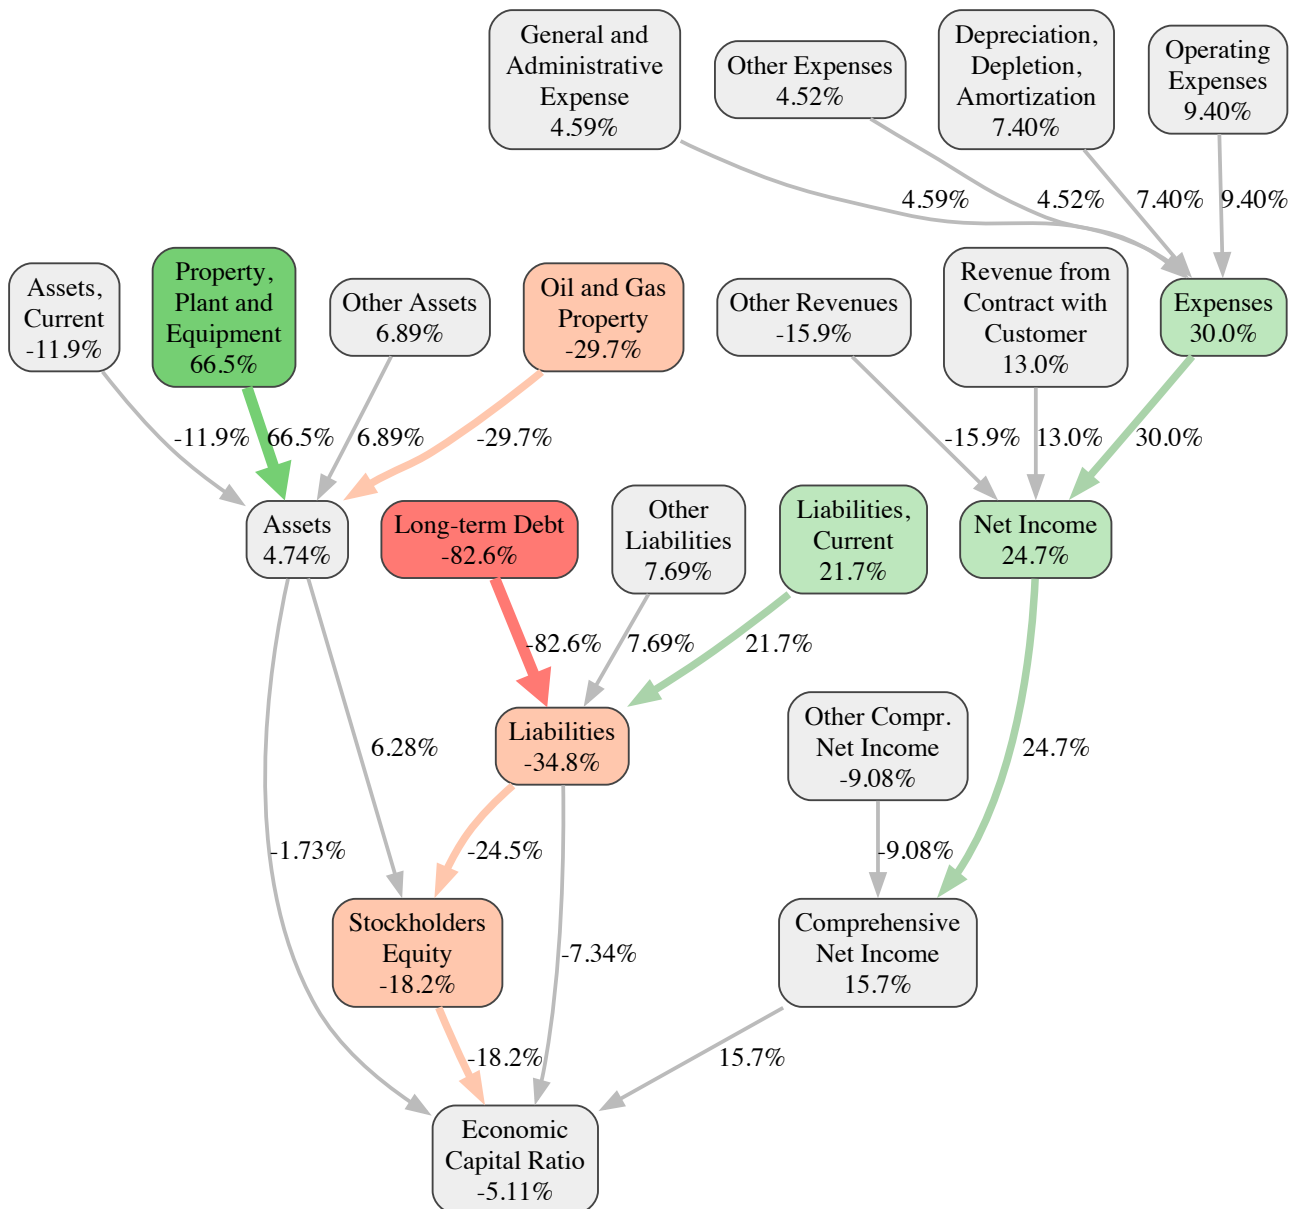 General and
Administrative
Expense
4.59%
Other Expenses
4.52%
Depreciation,
Depletion,
Amortization
7.40%
Operating
Expenses
9.40%
4.59%
4.52%
7.40%
9.40%
Assets,
Current
-11.9%
Property,
Plant and
Equipment
66.5%
Other Assets
6.89%
Oil and Gas
Property
-29.7%
Other Revenues
-15.9%
Revenue from
Contract with
Customer
13.0%
Expenses
30.0%
-11.9%
66.5%
6.89%
-29.7%
-15.9%
13.0%
30.0%
Assets
4.74%
Long-term Debt
-82.6%
Other
Liabilities
7.69%
Liabilities,
Current
21.7%
Net Income
24.7%
-82.6%
7.69%
21.7%
Liabilities
-34.8%
Other Compr.
Net Income
-9.08%
6.28%
24.7%
-1.73%
-24.5%
-9.08%
Stockholders
Equity
-18.2%
-7.34%
Comprehensive
Net Income
15.7%
-18.2%
15.7%
Economic
Capital Ratio
-5.11%